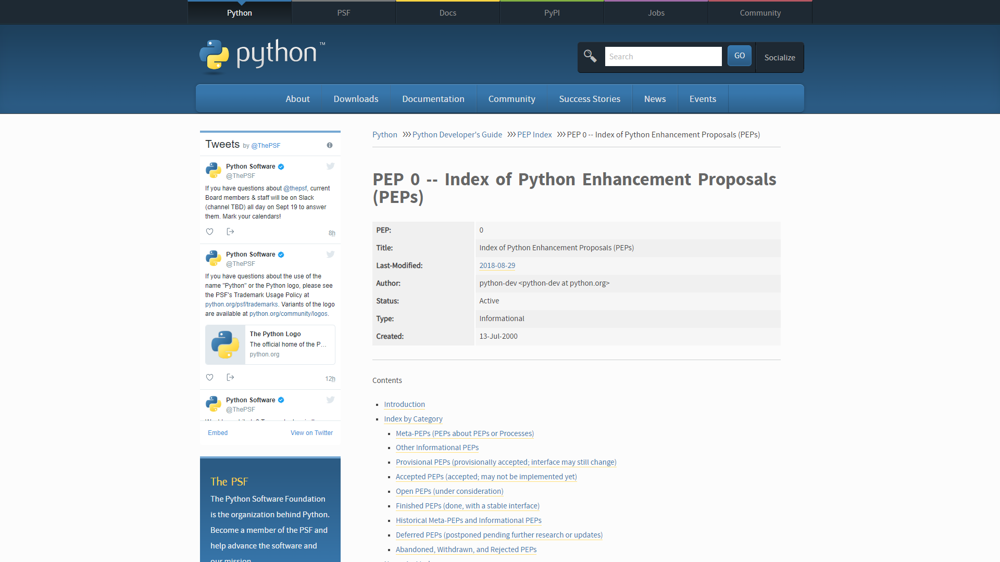 Python
PSF
Docs
PyPI
Jobs
Community
python™
Search
GO
Socialize
About
Downloads
Documentation
Community
Success Stories
News
Events
Tweets by @ThePSF
Python Software
@ThePSF
If you have questions about @thepsf, current
Board members & staff will be on Slack
(channel TBD) all day on Sept 19 to answer
them. Mark your calendars!
8h
Python Software
@ThePSF
If you have questions about the use of the
name "Python" or the Python logo, please see
the PSF's Trademark Usage Policy at
python.org/psf/trademarks. Variants of the logo
are available at python.org/community/logos.
The Python Logo
The official home of the P…
python.org
12h
Python Software
@ThePSF
Embed
View on Twitter
The PSF
The Python Software Foundation
is the organization behind Python.
Become a member of the PSF and
help advance the software and
our mission.
Python >>> Python Developer's Guide >>> PEP Index >>> PEP 0 -- Index of Python Enhancement Proposals (PEPs)
PEP 0 -- Index of Python Enhancement Proposals
(PEPs)
PEP: 0
Title: Index of Python Enhancement Proposals (PEPs)
Last-Modified: 2018-08-29
Author: python-dev <python-dev at python.org>
Status: Active
Type: Informational
Created: 13-Jul-2000
Contents
Introduction
Index by Category
Meta-PEPs (PEPs about PEPs or Processes)
Other Informational PEPs
Provisional PEPs (provisionally accepted; interface may still change)
Accepted PEPs (accepted; may not be implemented yet)
Open PEPs (under consideration)
Finished PEPs (done, with a stable interface)
Historical Meta-PEPs and Informational PEPs
Deferred PEPs (postponed pending further research or updates)
Abandoned, Withdrawn, and Rejected PEPs